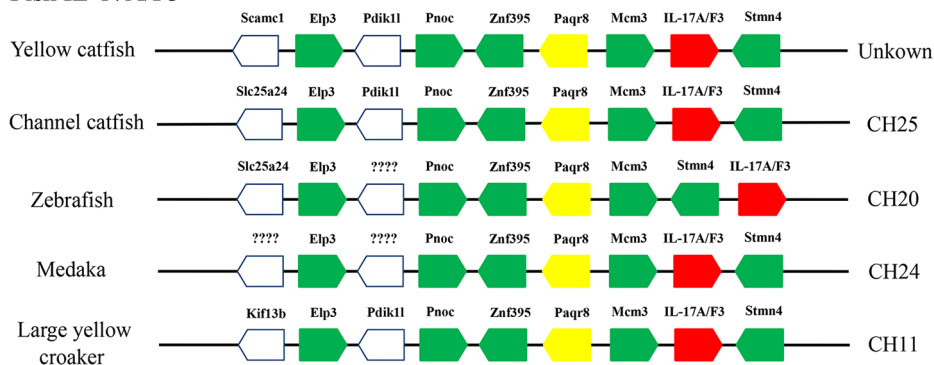 Scamc1 Elp3 Pdik1l Pnoc Znf395 Paqr8 Mcm3 IL-17A/F3 Stmn4
Yellow catfish Unkown
Slc25a24 Elp3 Pdik1l Pnoc Znf395 Paqr8 Mcm3 IL-17A/F3 Stmn4
Channel catfish CH25
Slc25a24 Elp3 ???? Pnoc Znf395 Paqr8 Mcm3 Stmn4 IL-17A/F3
Zebrafish CH20
???? Elp3 ???? Pnoc Znf395 Paqr8 Mcm3 IL-17A/F3 Stmn4
Medaka CH24
Kif13b Elp3 Pdik1l Pnoc Znf395 Paqr8 Mcm3 IL-17A/F3 Stmn4
Large yellow
croaker CH11